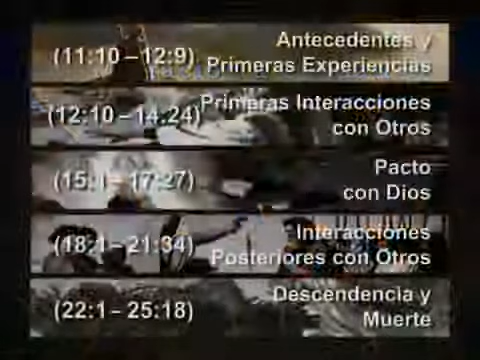 (11:10 – 12:9) Antecedentes y
Primeras Experiencias
(12:10 – 14:24) Primeras Interacciones
con Otros
(15:1 – 17:27) Pacto
con Dios
(18:1 – 21:34) Interacciones
Posteriores con Otros
(22:1 – 25:18) Descendencia y
Muerte